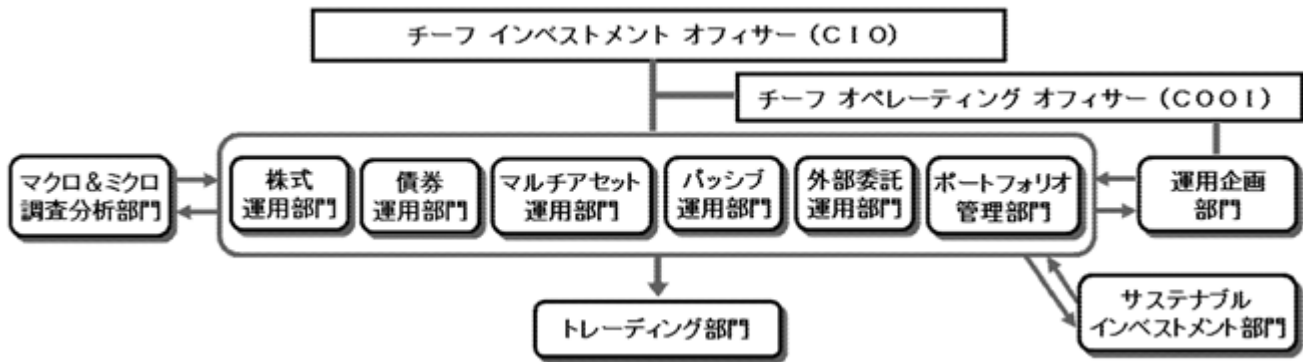 チーフ インベストメント オフィサー（CIO）
チーフ オペレーティング オフィサー（COOI）
マクロ＆ミクロ
調査分析部門
株式
運用部門
債券
運用部門
マルチアセット
運用部門
パッシブ
運用部門
外部委託
運用部門
ポートフォリオ
管理部門
運用企画
部門
トレーディング部門
サステナブル
インベストメント部門